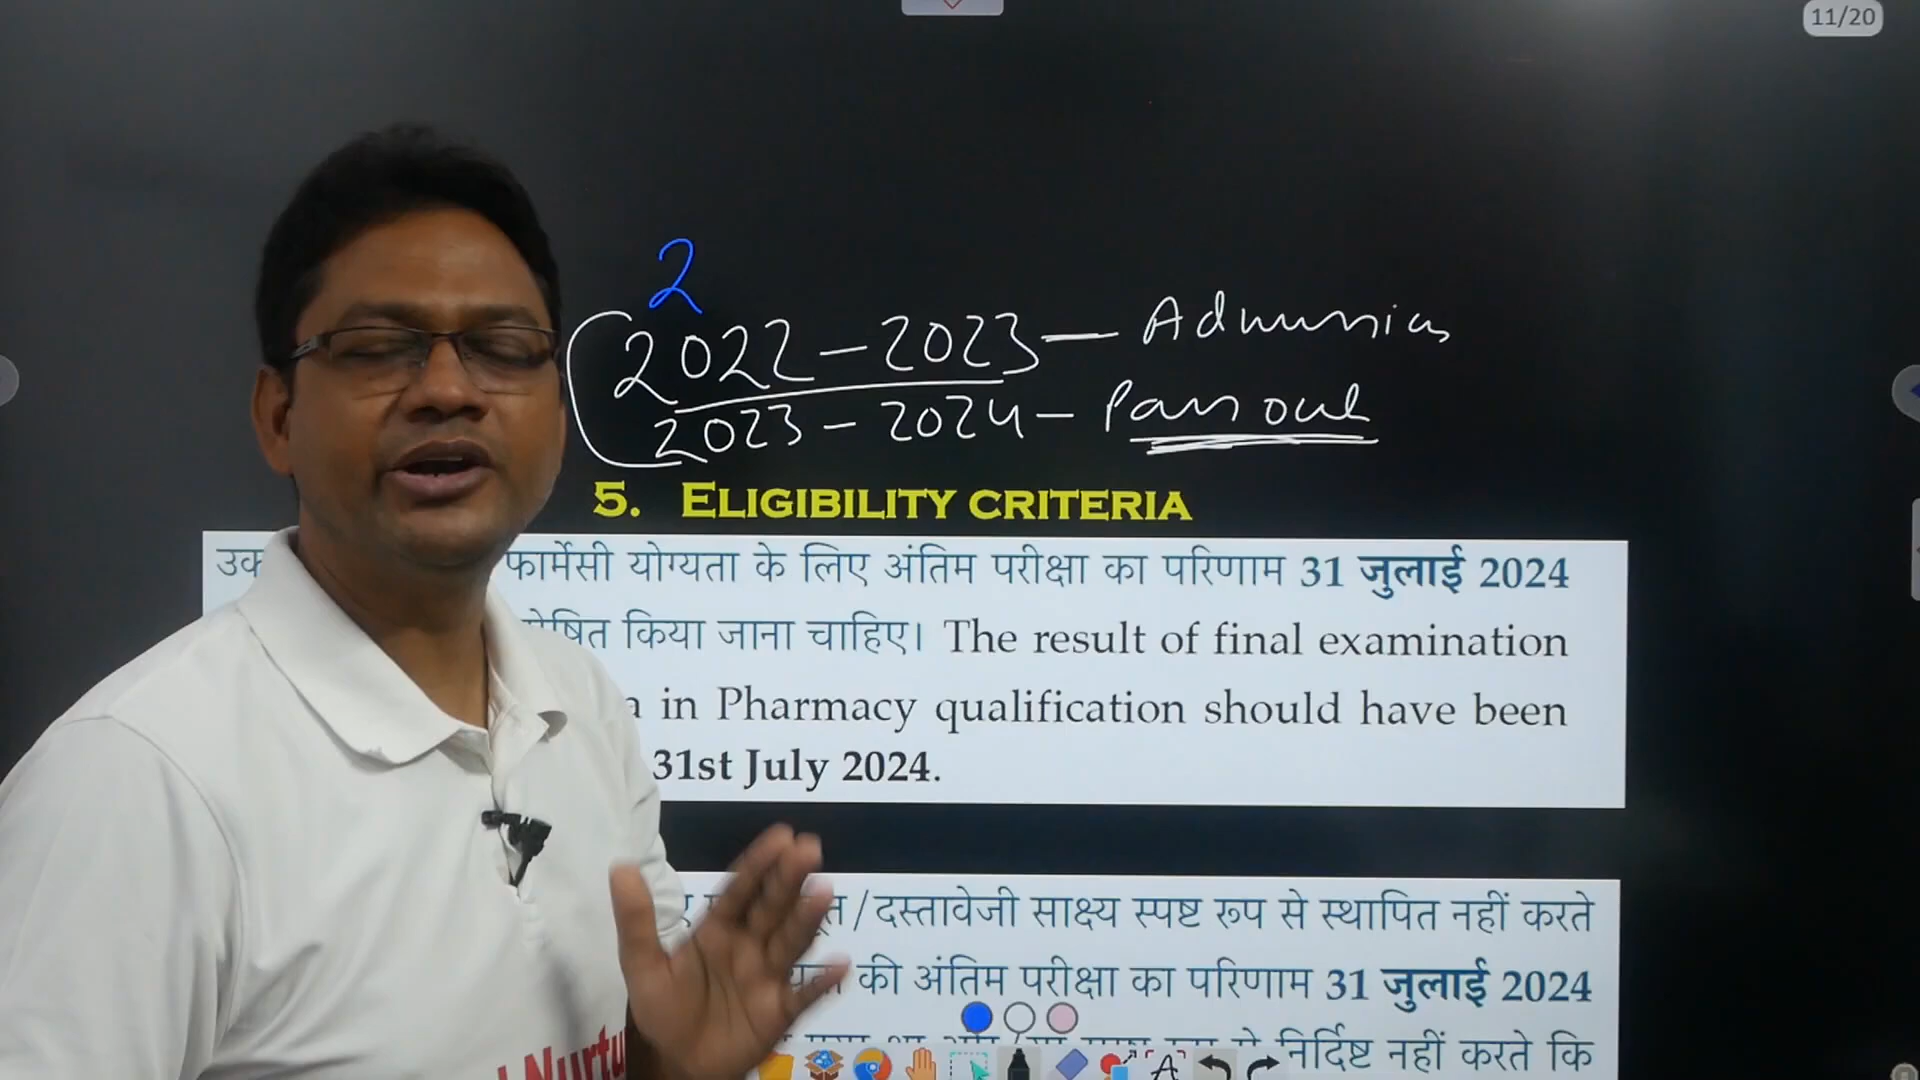 11/20
2
2022-2023 — Admission
2023-2024 - Passout
5. ELIGIBILITY CRITERIA
फार्मेसी योग्यता के लिए अंतिम परीक्षा का परिणाम 31 जुलाई 2024
किया जाना चाहिए। The result of final examination
in Pharmacy qualification should have been
31st July 2024.
/दस्तावेजी साक्ष्य स्पष्ट रूप से स्थापित नहीं करते
की अंतिम परीक्षा का परिणाम 31 जुलाई 2024
निर्दिष्ट नहीं करते कि